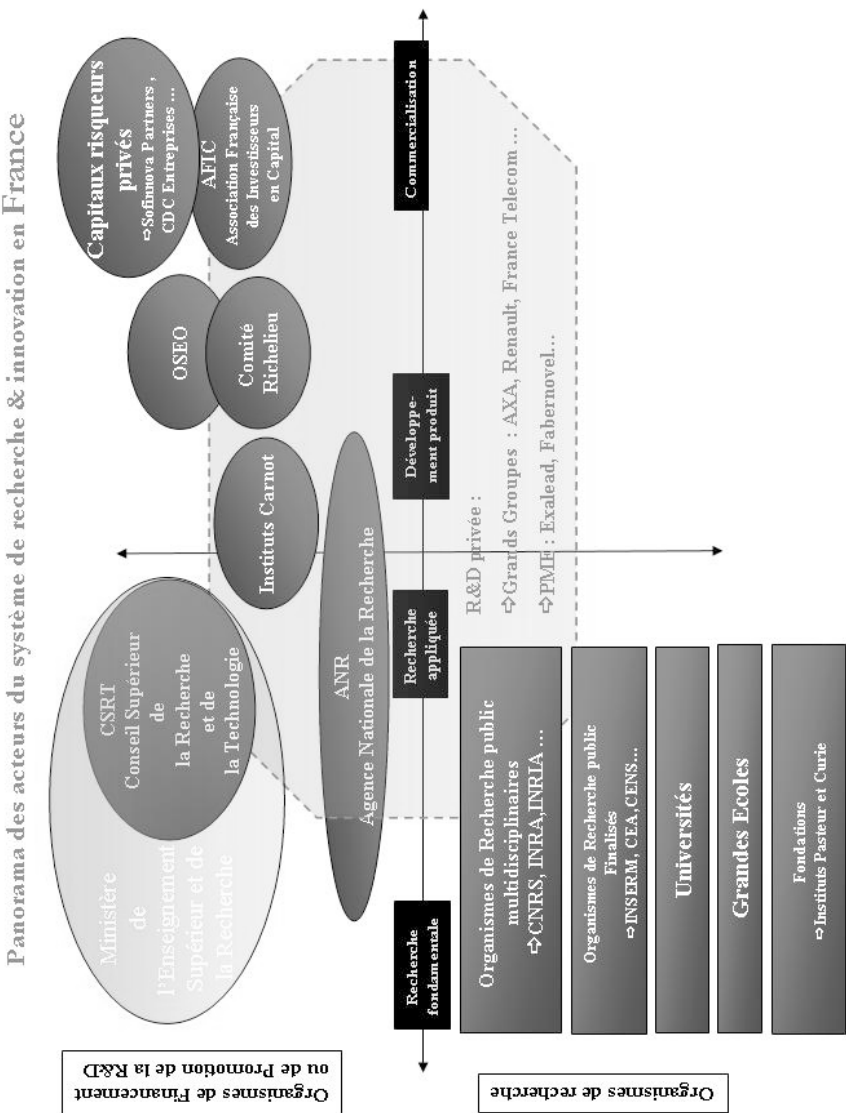 Panorama des acteurs du système de recherche & innovation en France
Organismes de Financement
ou de Promotion de la R&D
Ministère
de
l'Enseignement
Supérieur et de
la Recherche
CSRT
Conseil Supérieur
de
la Recherche
et de
la Technologie
Instituts Carnot
OSEO
Comité
Richelieu
Capitaux risqueurs
privés
⇨Sofinnova Partners ,
CDC Entreprises ...
AFIC
Association Française
des Investisseurs
en Capital
ANR
Agence Nationale de la Recherche
Recherche
fondamentale
Recherche
appliquée
Développe-
ment produit
Commercialisation
Organismes de recherche
Organismes de Recherche public
multidisciplinaires
⇨CNRS, INRA,INRIA ...
Organismes de Recherche public
Finalisés
⇨INSERM, CEA,CENS...
Universités
Grandes Ecoles
Fondations
⇨Instituts Pasteur et Curie
R&D privée :
⇨Grands Groupes : AXA, Renault, France Telecom ...
⇨PME : Exalead, Fabernovel...